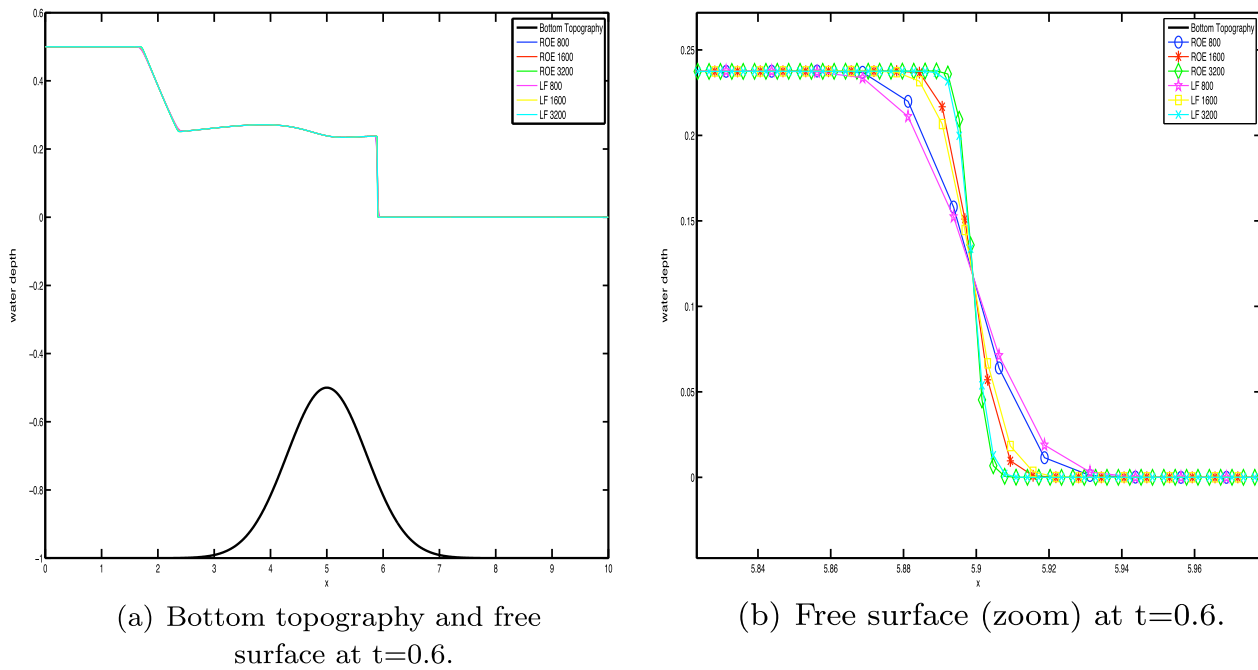 0.6
0.4
0.2
0
−0.2
−0.4
−0.6
−0.8
−1
water depth
0 1 2 3 4 5 6 7 8 9 10
x
Bottom Topography
ROE 800
ROE 1600
ROE 3200
LF 800
LF 1600
LF 3200
(a) Bottom topography and free
surface at t=0.6.
0.25
0.2
0.15
0.1
0.05
0
water depth
5.84 5.86 5.88 5.9 5.92 5.94 5.96
x
Bottom Topography
ROE 800
ROE 1600
ROE 3200
LF 800
LF 1600
LF 3200
(b) Free surface (zoom) at t=0.6.